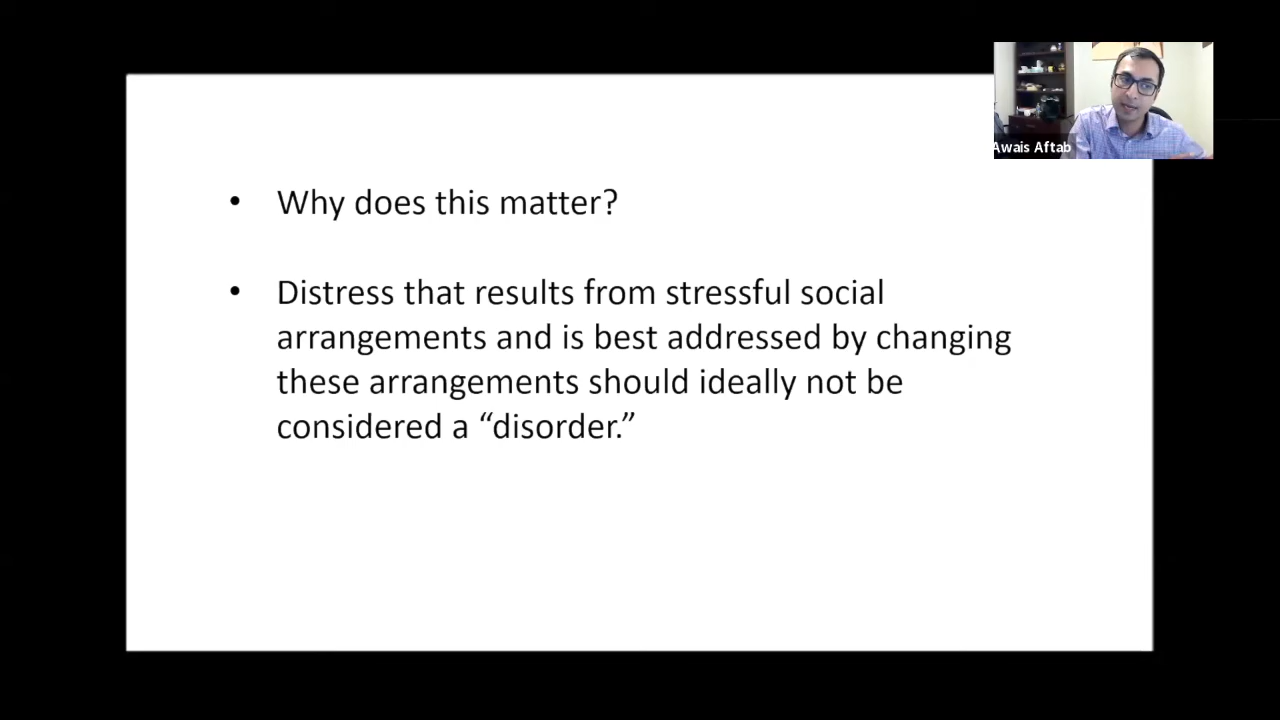 Awais Aftab
• Why does this matter?
• Distress that results from stressful social
arrangements and is best addressed by changing
these arrangements should ideally not be
considered a “disorder.”